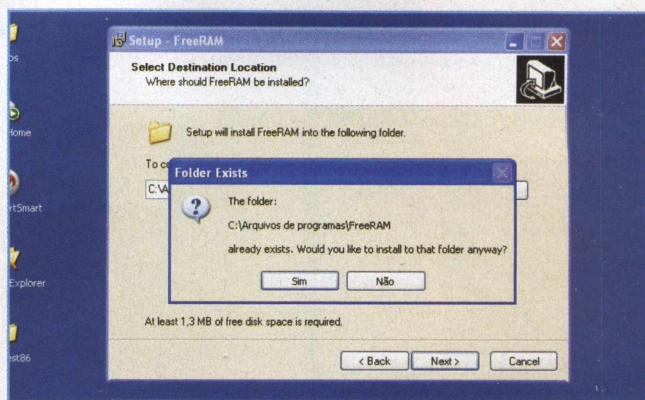 Setup - FreeRAM
Select Destination Location
Where should FreeRAM be installed?
Setup will install FreeRAM into the following folder.
To co
C:\A
Folder Exists
The folder:
C:\Arquivos de programas\FreeRAM
already exists. Would you like to install to that folder anyway?
Sim
Não
At least 1,3 MB of free disk space is required.
< Back
Next >
Cancel
os
Home
rtSmart
Explorer
est86